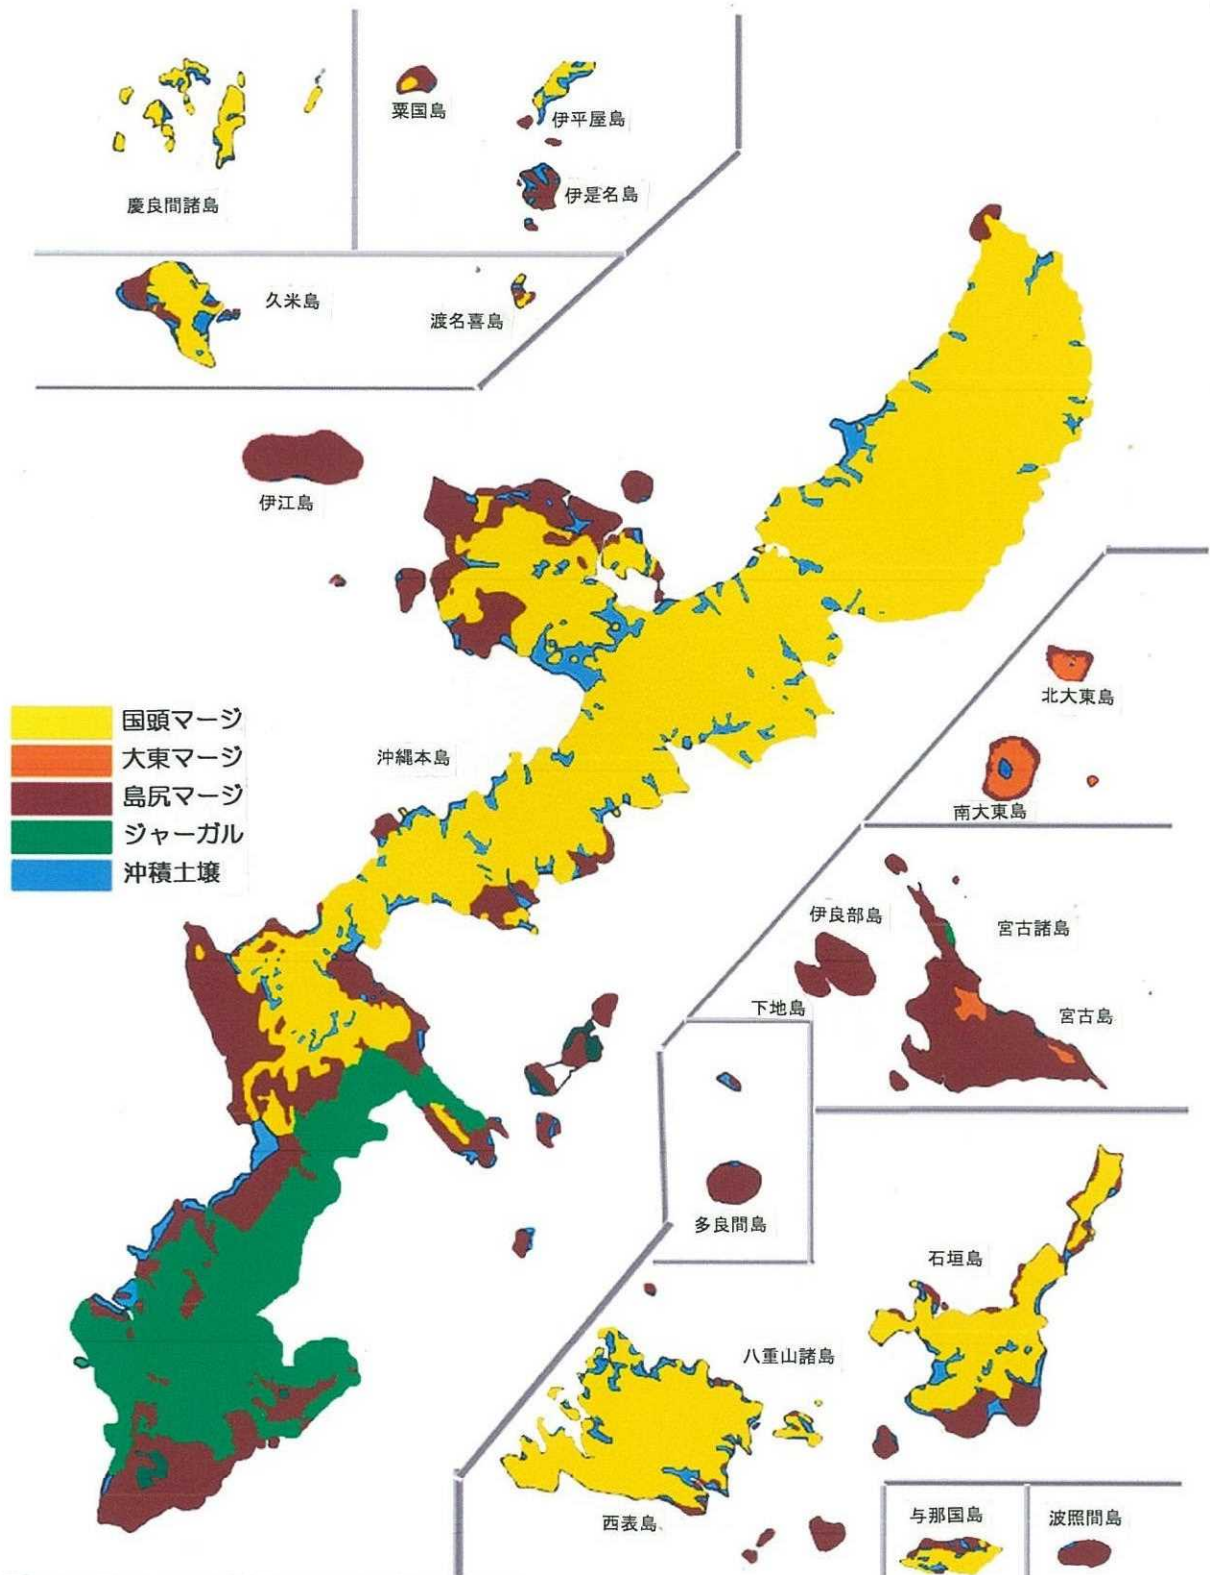 粟国島
伊平屋島
慶良間諸島
伊是名島
久米島
渡名喜島
伊江島
北大東島
国頭マージ
大東マージ
島尻マージ
ジャーガル
沖積土壌
沖縄本島
南大東島
伊良部島
宮古諸島
下地島
宮古島
多良間島
石垣島
八重山諸島
西表島
与那国島
波照間島